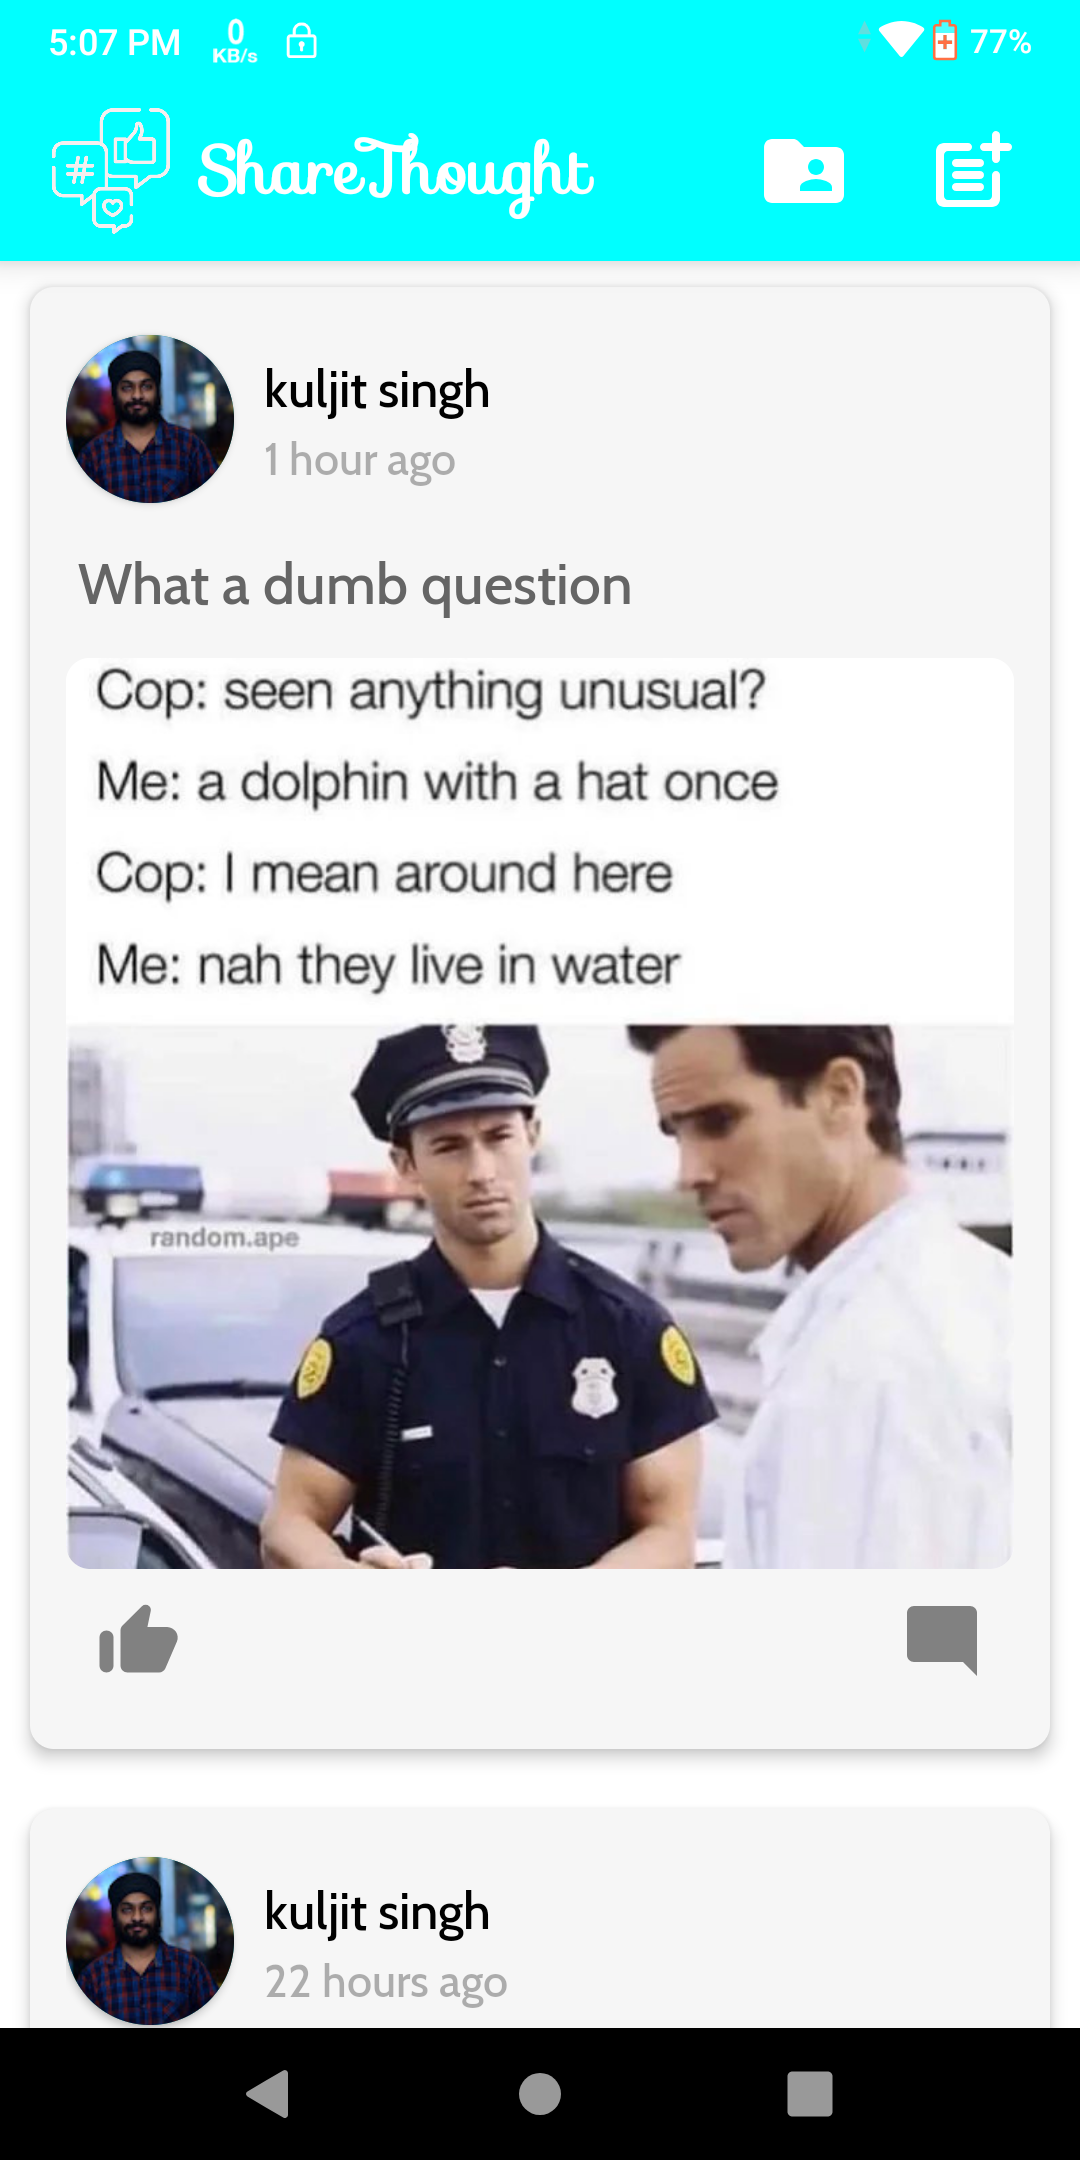 5:07 PM
0
KB/s
77%
#
ShareThought
kuljit singh
1 hour ago
What a dumb question
Cop: seen anything unusual?
Me: a dolphin with a hat once
Cop: I mean around here
Me: nah they live in water
random.ape
kuljit singh
22 hours ago